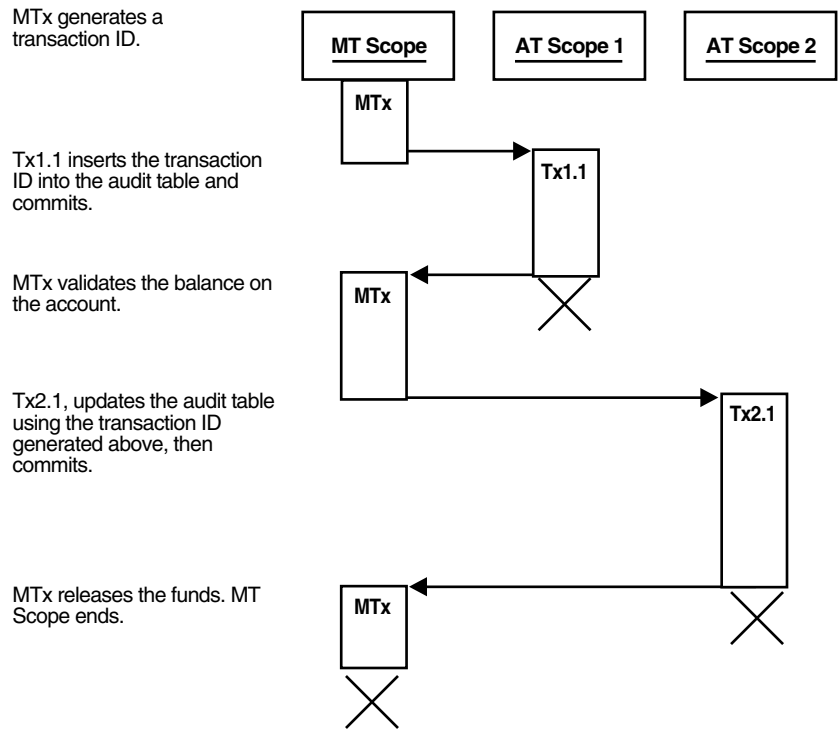 MTx generates a
transaction ID.
MT Scope
AT Scope 1
AT Scope 2
MTx
Tx1.1 inserts the transaction
ID into the audit table and
commits.
Tx1.1
MTx validates the balance on
the account.
MTx
Tx2.1, updates the audit table
using the transaction ID
generated above, then
commits.
Tx2.1
MTx releases the funds. MT
Scope ends.
MTx